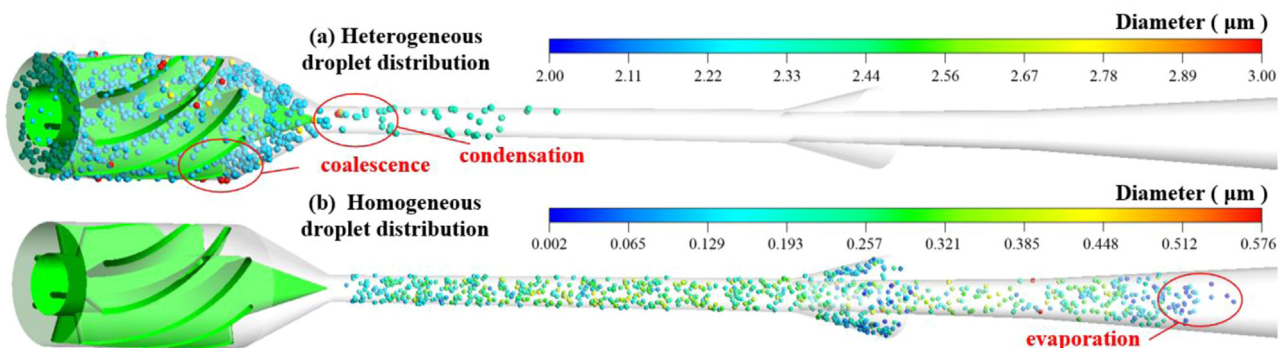 (a) Heterogeneous
droplet distribution
Diameter ( μm )
2.00 2.11 2.22 2.33 2.44 2.56 2.67 2.78 2.89 3.00
coalescence
condensation
(b) Homogeneous
droplet distribution
Diameter ( μm )
0.002 0.065 0.129 0.193 0.257 0.321 0.385 0.448 0.512 0.576
evaporation